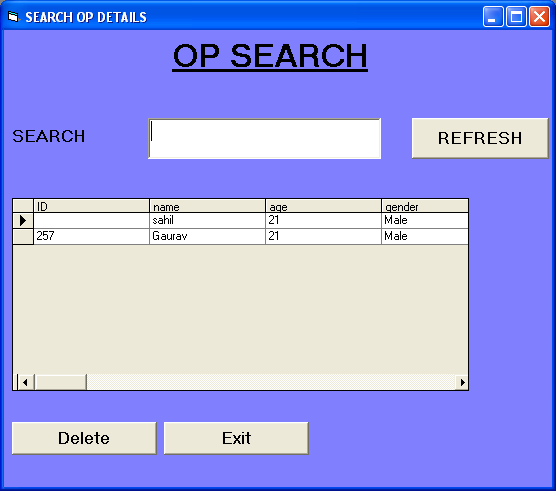 SEARCH OP DETAILS
OP SEARCH
SEARCH REFRESH
ID name age gender
sahil 21 Male
257 Gaurav 21 Male
Delete Exit